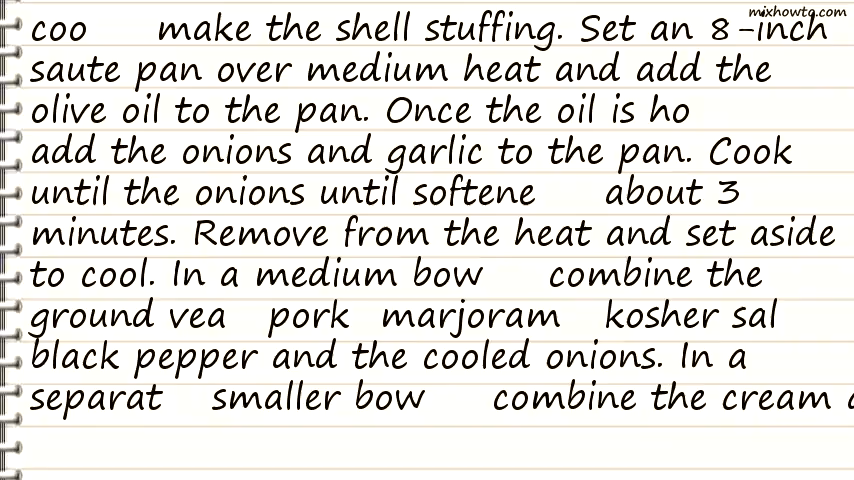 mixhowto.com
coo make the shell stuffing. Set an 8-inch
saute pan over medium heat and add the
olive oil to the pan. Once the oil is ho
add the onions and garlic to the pan. Cook
until the onions until softene about 3
minutes. Remove from the heat and set aside
to cool. In a medium bow combine the
ground vea pork marjoram kosher sal
black pepper and the cooled onions. In a
separat smaller bow combine the cream